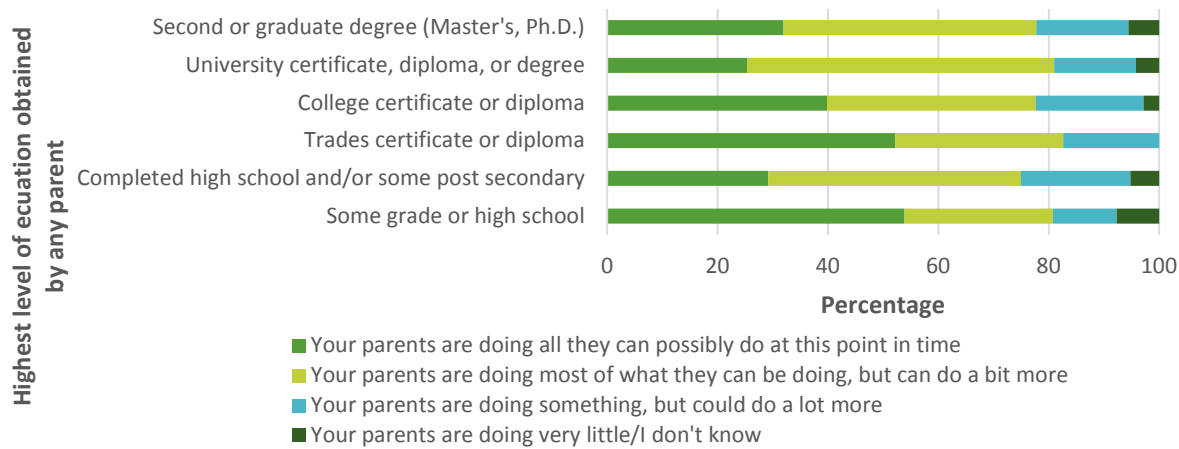 Highest level of ecuation obtained
by any parent
Second or graduate degree (Master's, Ph.D.)
University certificate, diploma, or degree
College certificate or diploma
Trades certificate or diploma
Completed high school and/or some post secondary
Some grade or high school
0 20 40 60 80 100
Percentage
Your parents are doing all they can possibly do at this point in time
Your parents are doing most of what they can be doing, but can do a bit more
Your parents are doing something, but could do a lot more
Your parents are doing very little/I don't know